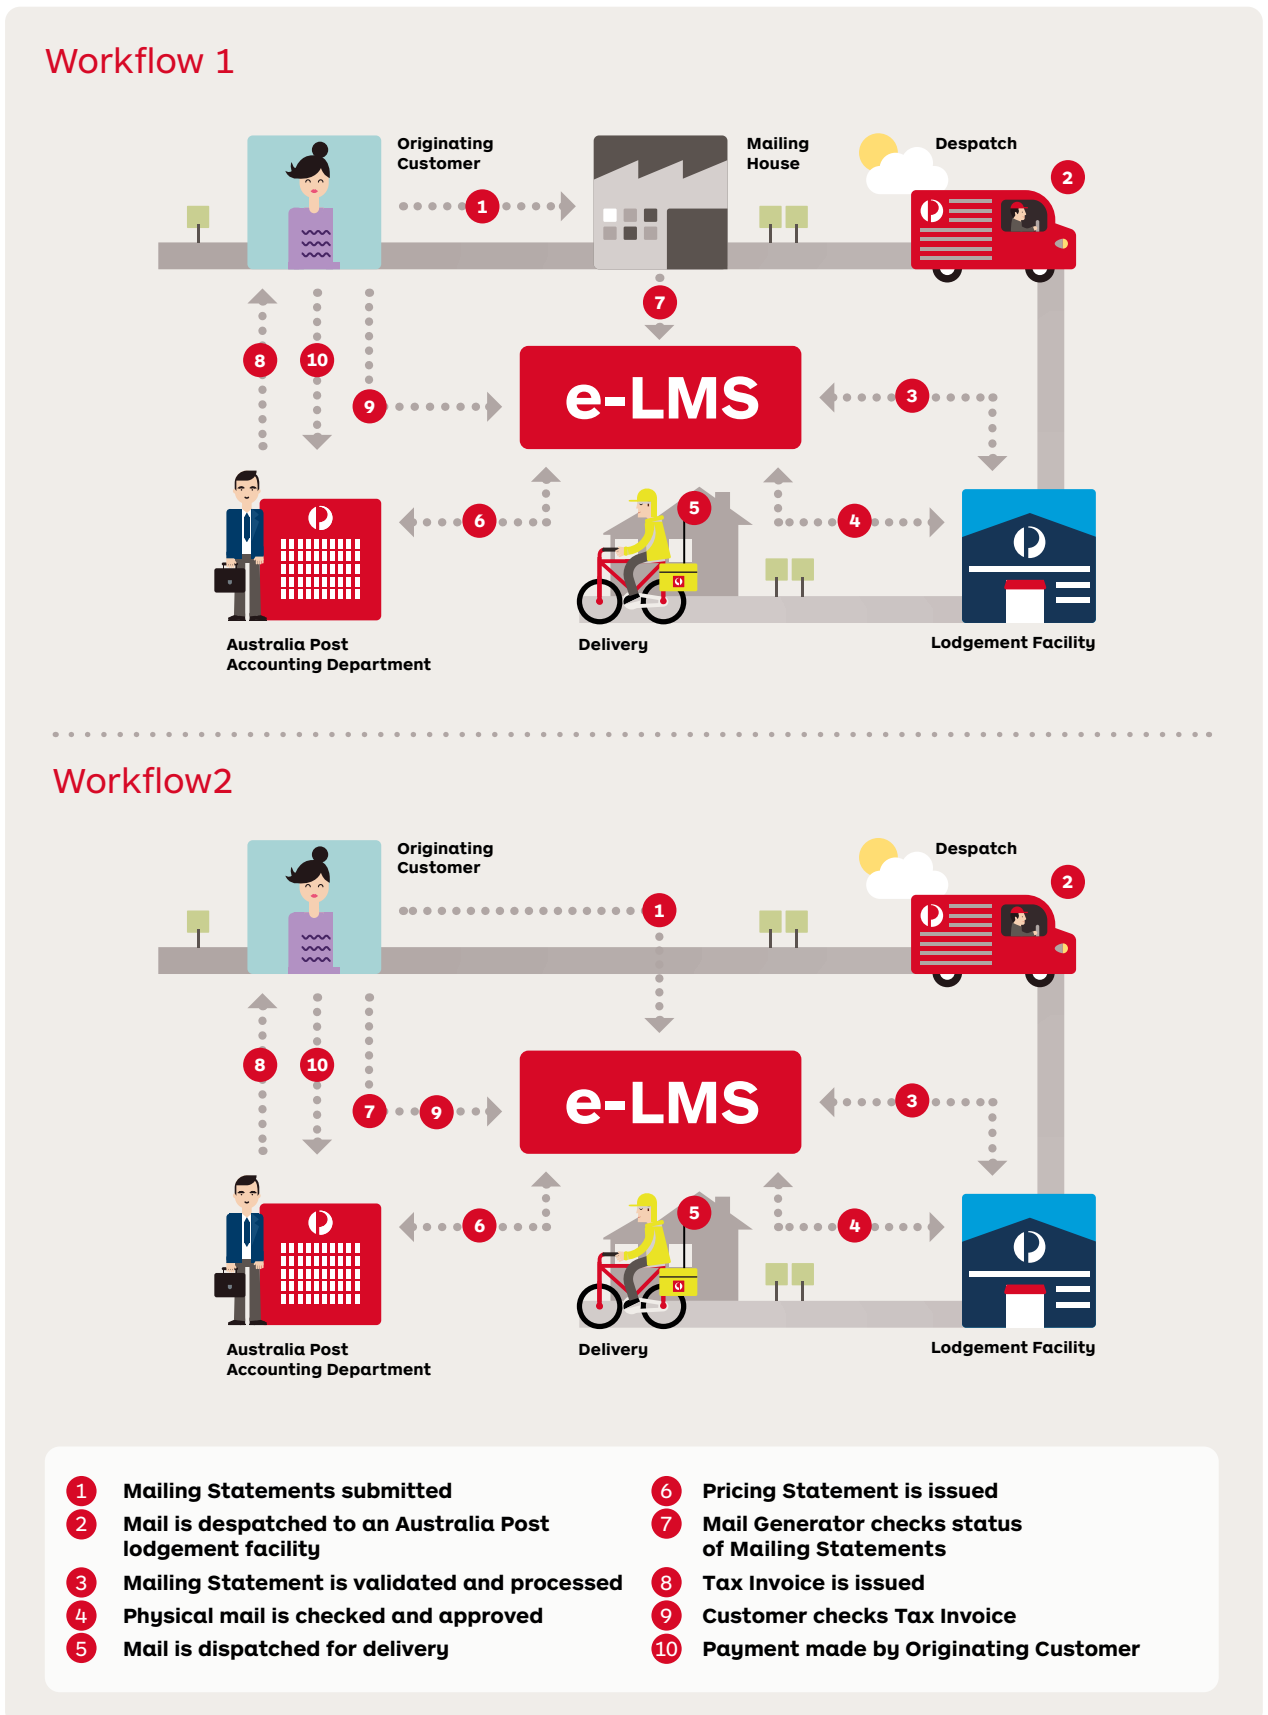 Workflow 1
Originating
Customer
Mailing
House
Despatch
2
1
7
8
10
9
e-LMS
3
6
5
4
Australia Post
Accounting Department
Delivery
Lodgement Facility
Workflow2
Originating
Customer
Despatch
2
1
8
10
7
9
e-LMS
3
6
5
4
Australia Post
Accounting Department
Delivery
Lodgement Facility
1 Mailing Statements submitted
2 Mail is despatched to an Australia Post
lodgement facility
3 Mailing Statement is validated and processed
4 Physical mail is checked and approved
5 Mail is dispatched for delivery
6 Pricing Statement is issued
7 Mail Generator checks status
of Mailing Statements
8 Tax Invoice is issued
9 Customer checks Tax Invoice
10 Payment made by Originating Customer